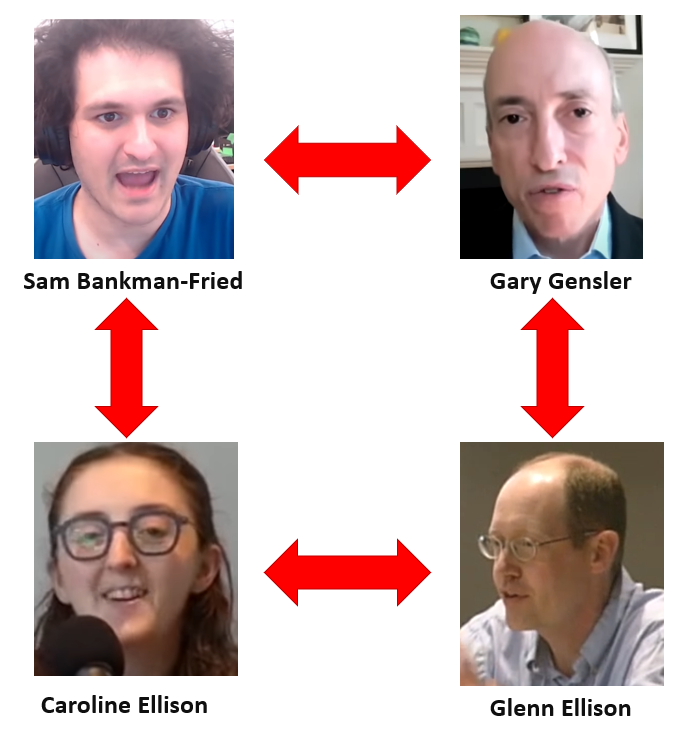 Sam Bankman-Fried
Gary Gensler
Caroline Ellison
Glenn Ellison